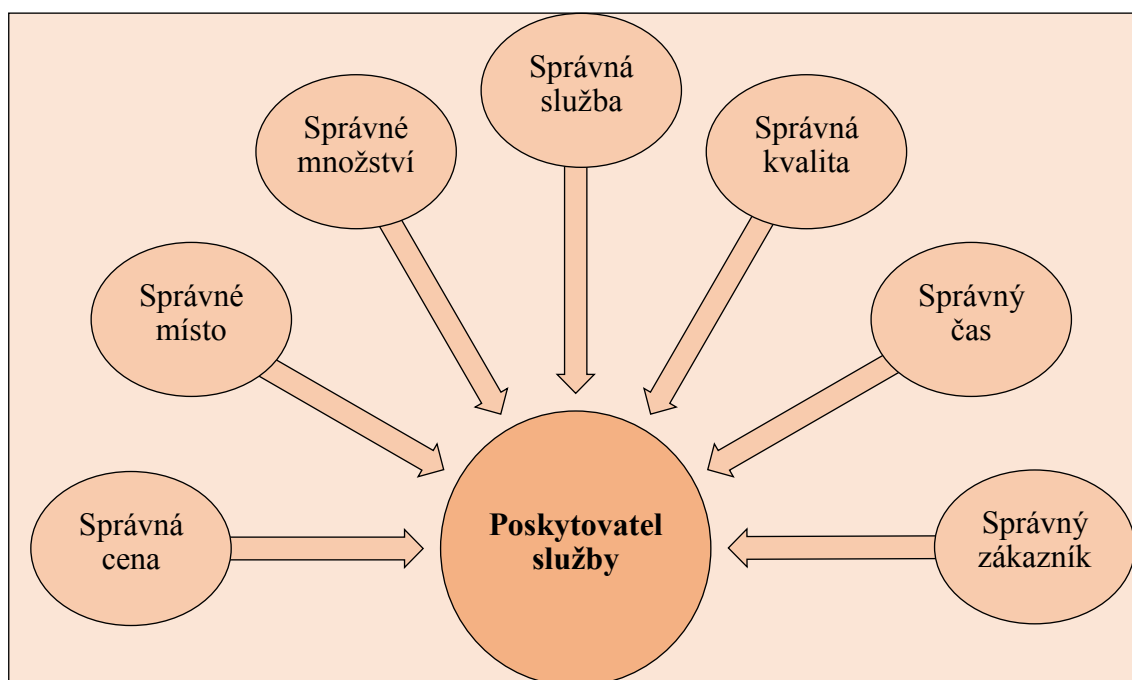 Správná
služba
Správné
množství
Správná
kvalita
Správné
místo
Správný
čas
Správná
cena
Poskytovatel
služby
Správný
zákazník